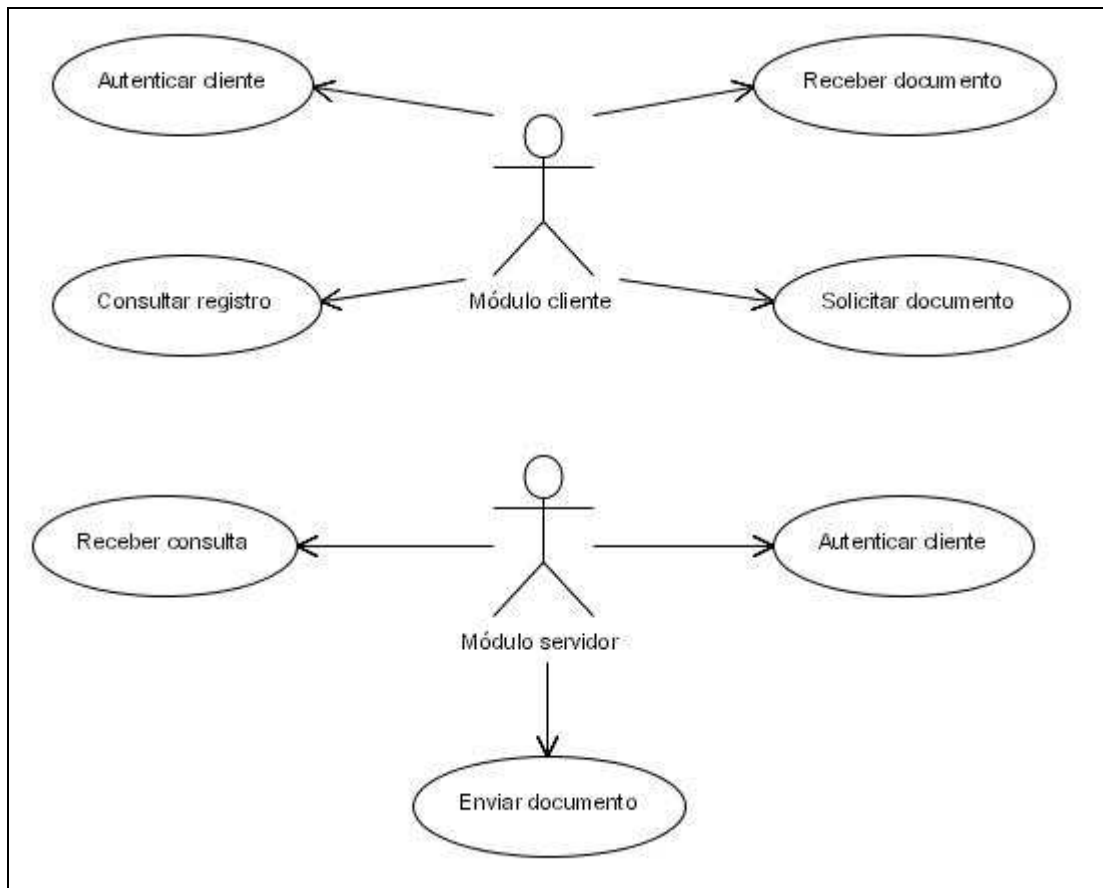 Autenticar cliente
Receber documento
Consultar registro
Módulo cliente
Solicitar documento
Receber consulta
Autenticar cliente
Módulo servidor
Enviar documento